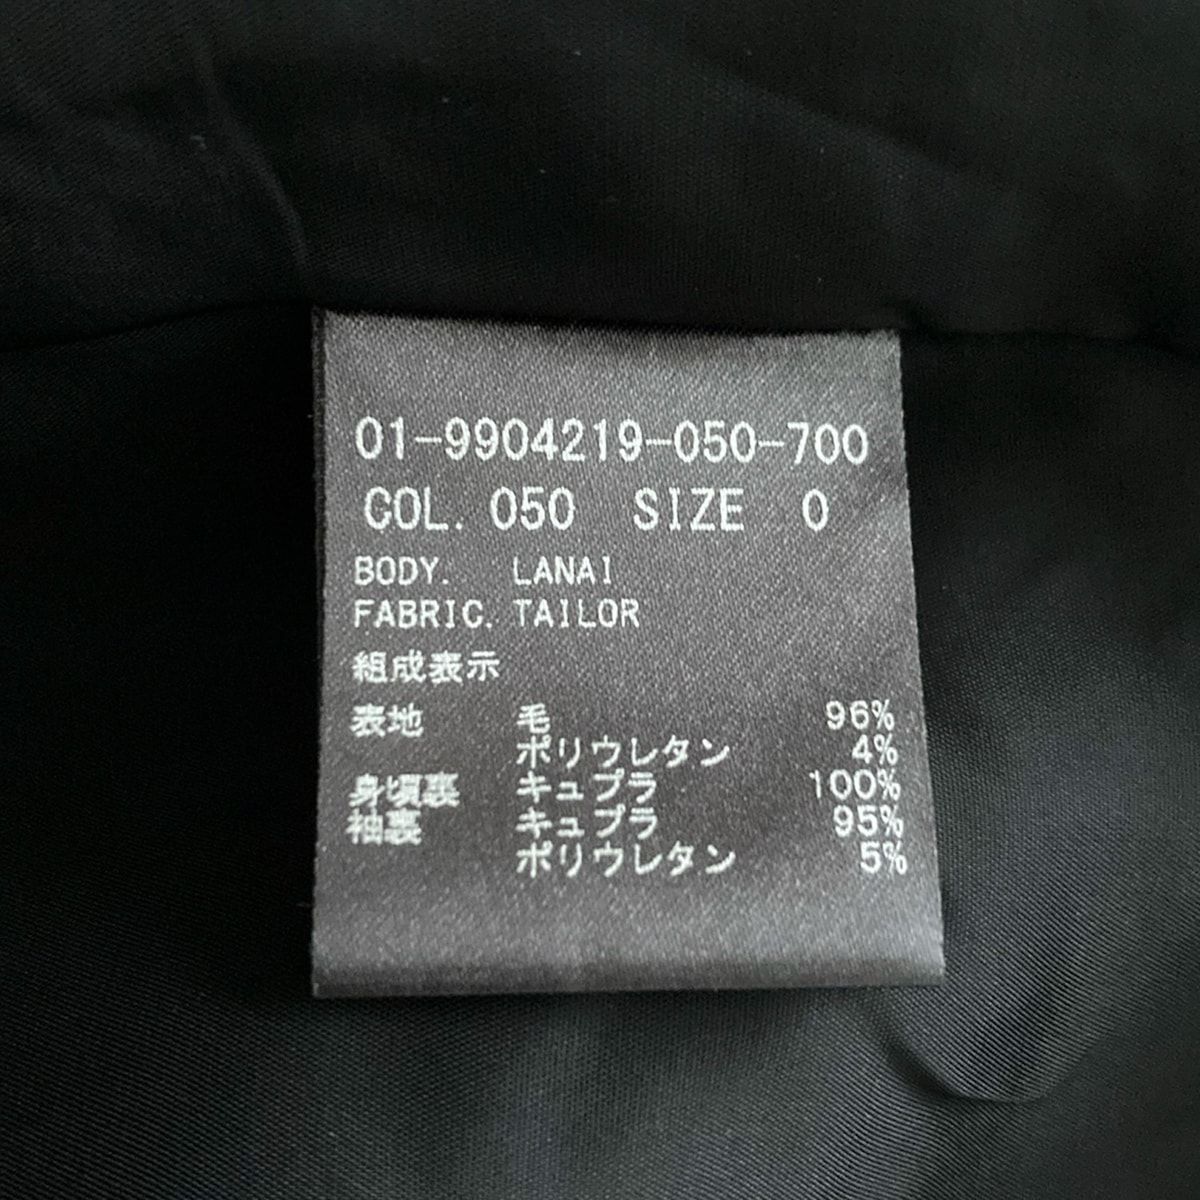 01-9904219-050-700
COL. 050 SIZE 0
BODY. LANAI
FABRIC. TAILOR
組成表示
表地 毛 96%
ポリウレタン 4%
身頃裏 キュプラ 100%
袖裏 キュプラ 95%
ポリウレタン 5%